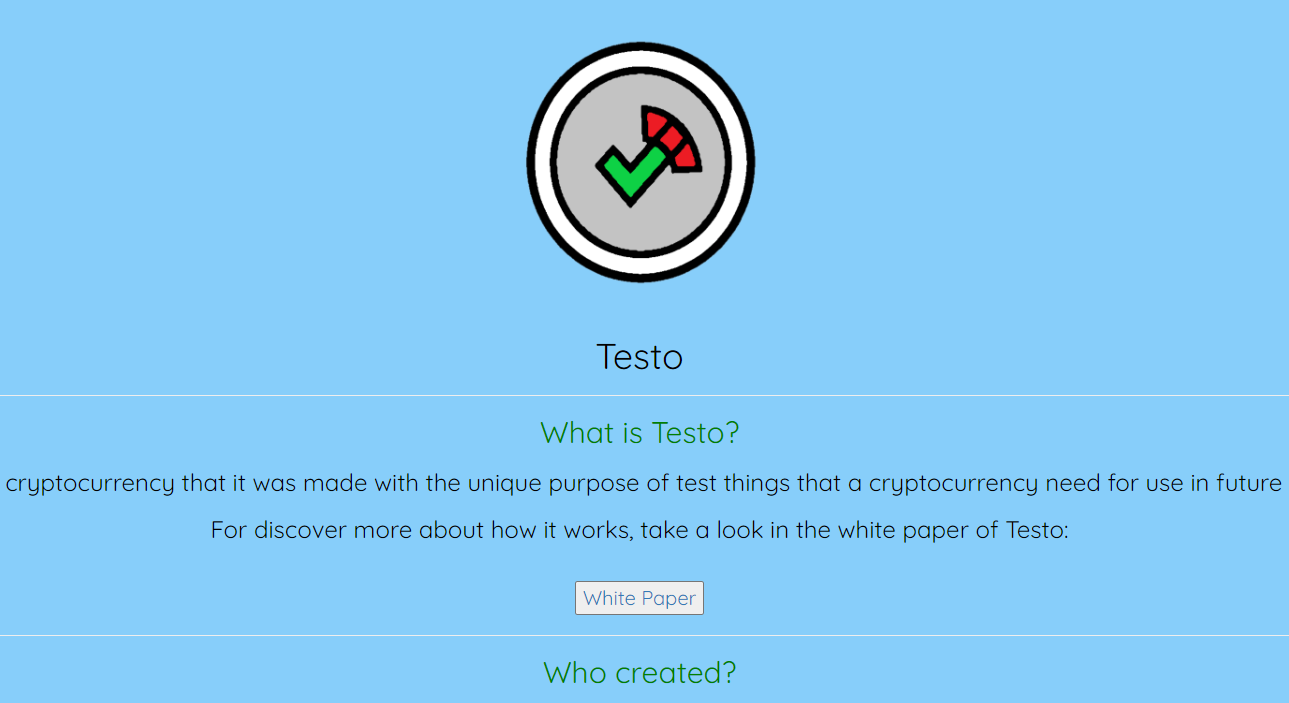 Testo
What is Testo?
cryptocurrency that it was made with the unique purpose of test things that a cryptocurrency need for use in future
For discover more about how it works, take a look in the white paper of Testo:
White Paper
Who created?